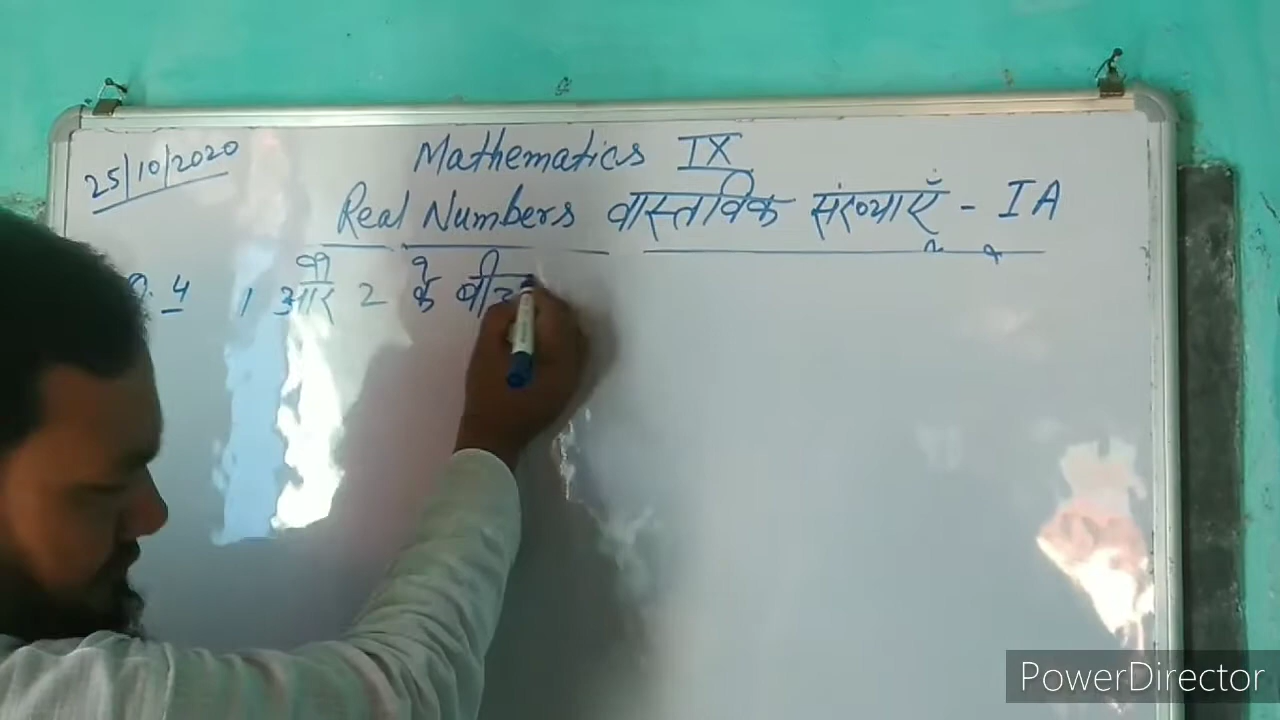 25/10/2020
Mathematics IX
Real Numbers वास्तविक संख्याएँ - IA
Q. 4 1 और 2 के बीच
PowerDirector